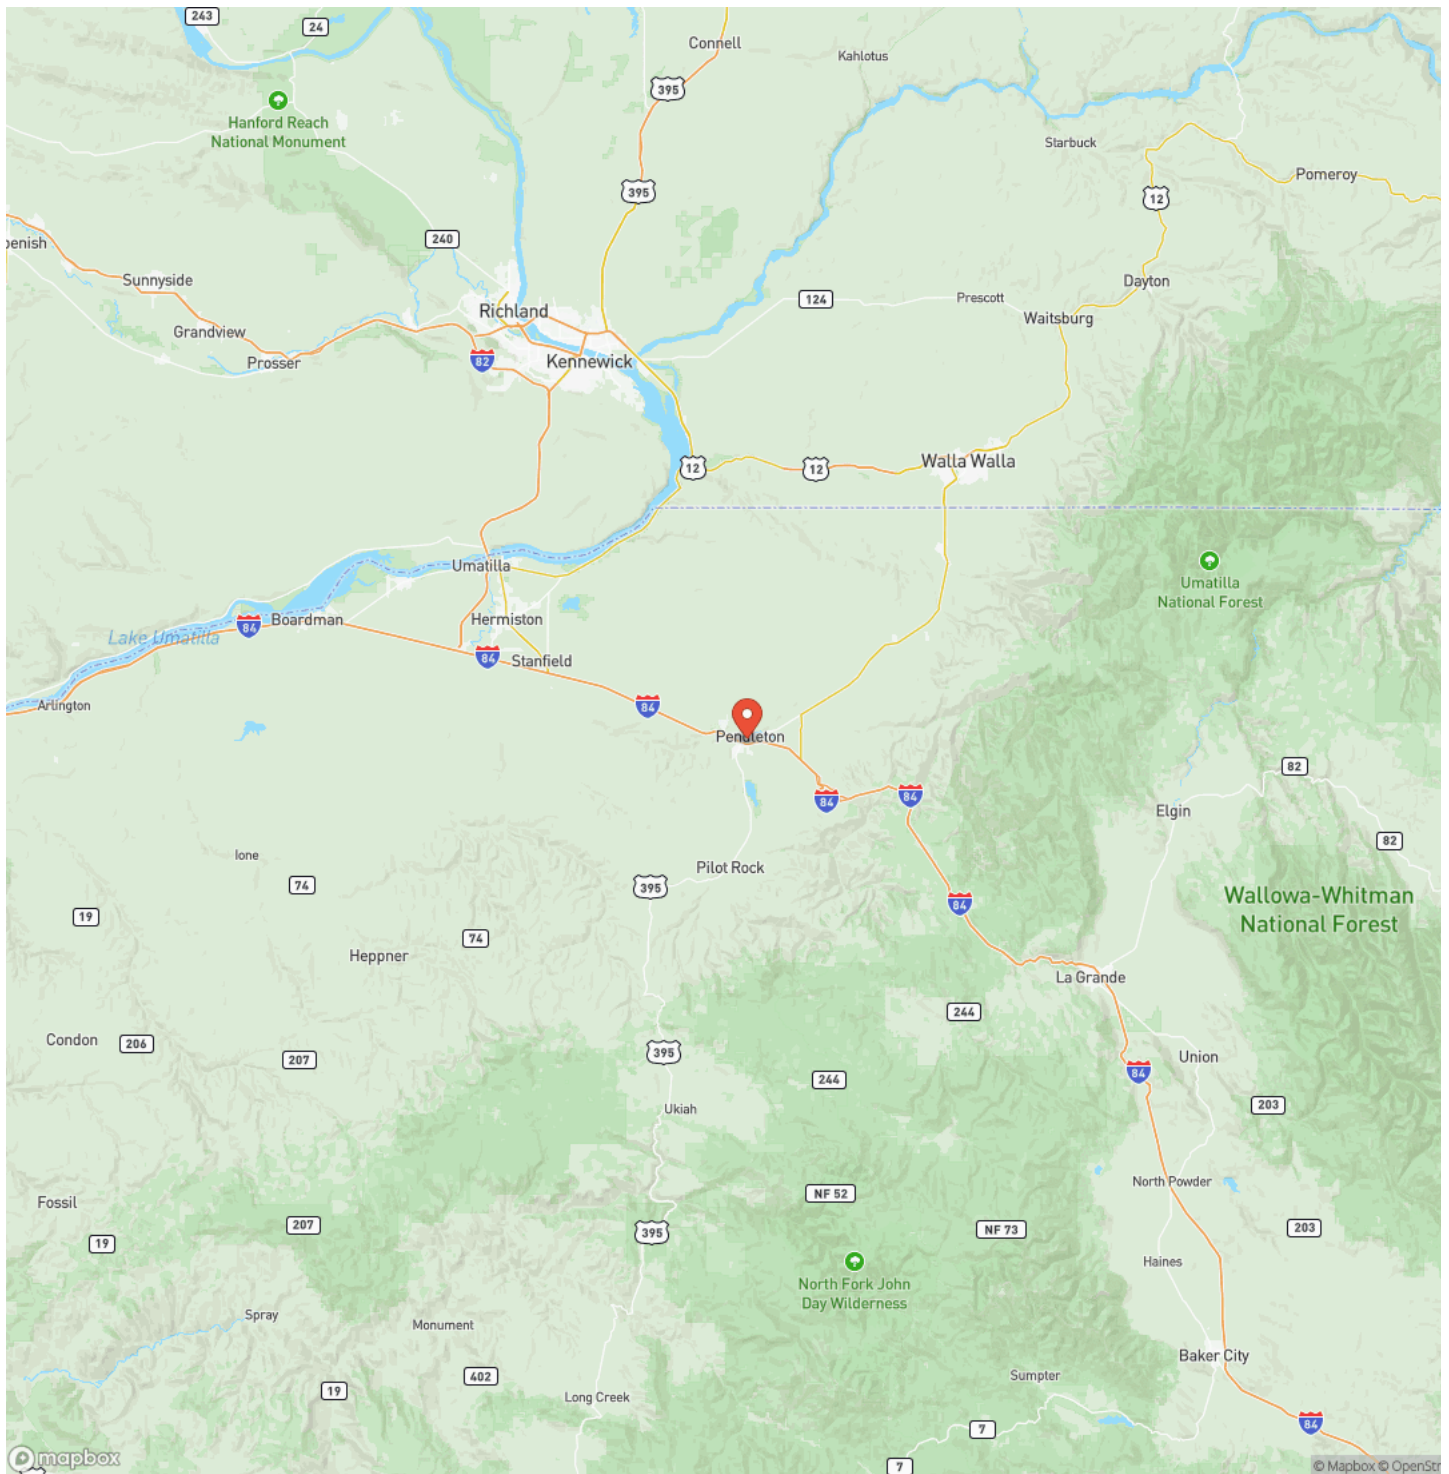 243
24
Connell
Kahlotus
395
Hanford Reach
National Monument
Starbuck
Pomeroy
395
12
240
penish
Sunnyside
Dayton
Richland
124
Prescott
Waitsburg
Grandview
Prosser
82
Kennewick
Walla Walla
12
12
Umatilla
Umatilla
National Forest
Boardman
Hermiston
Lake Umatilla
84
84
Stanfield
Arlington
84
Pendleton
82
84
84
Elgin
82
Ione
Pilot Rock
74
395
84
Wallowa-Whitman
National Forest
19
74
Heppner
La Grande
244
Condon
206
207
395
Union
244
84
203
Ukiah
North Powder
NF 52
Fossil
207
395
NF 73
203
19
Haines
North Fork John
Day Wilderness
Spray
Monument
Baker City
402
Sumpter
19
Long Creek
7
84
mapbox
7
© Mapbox © OpenStr